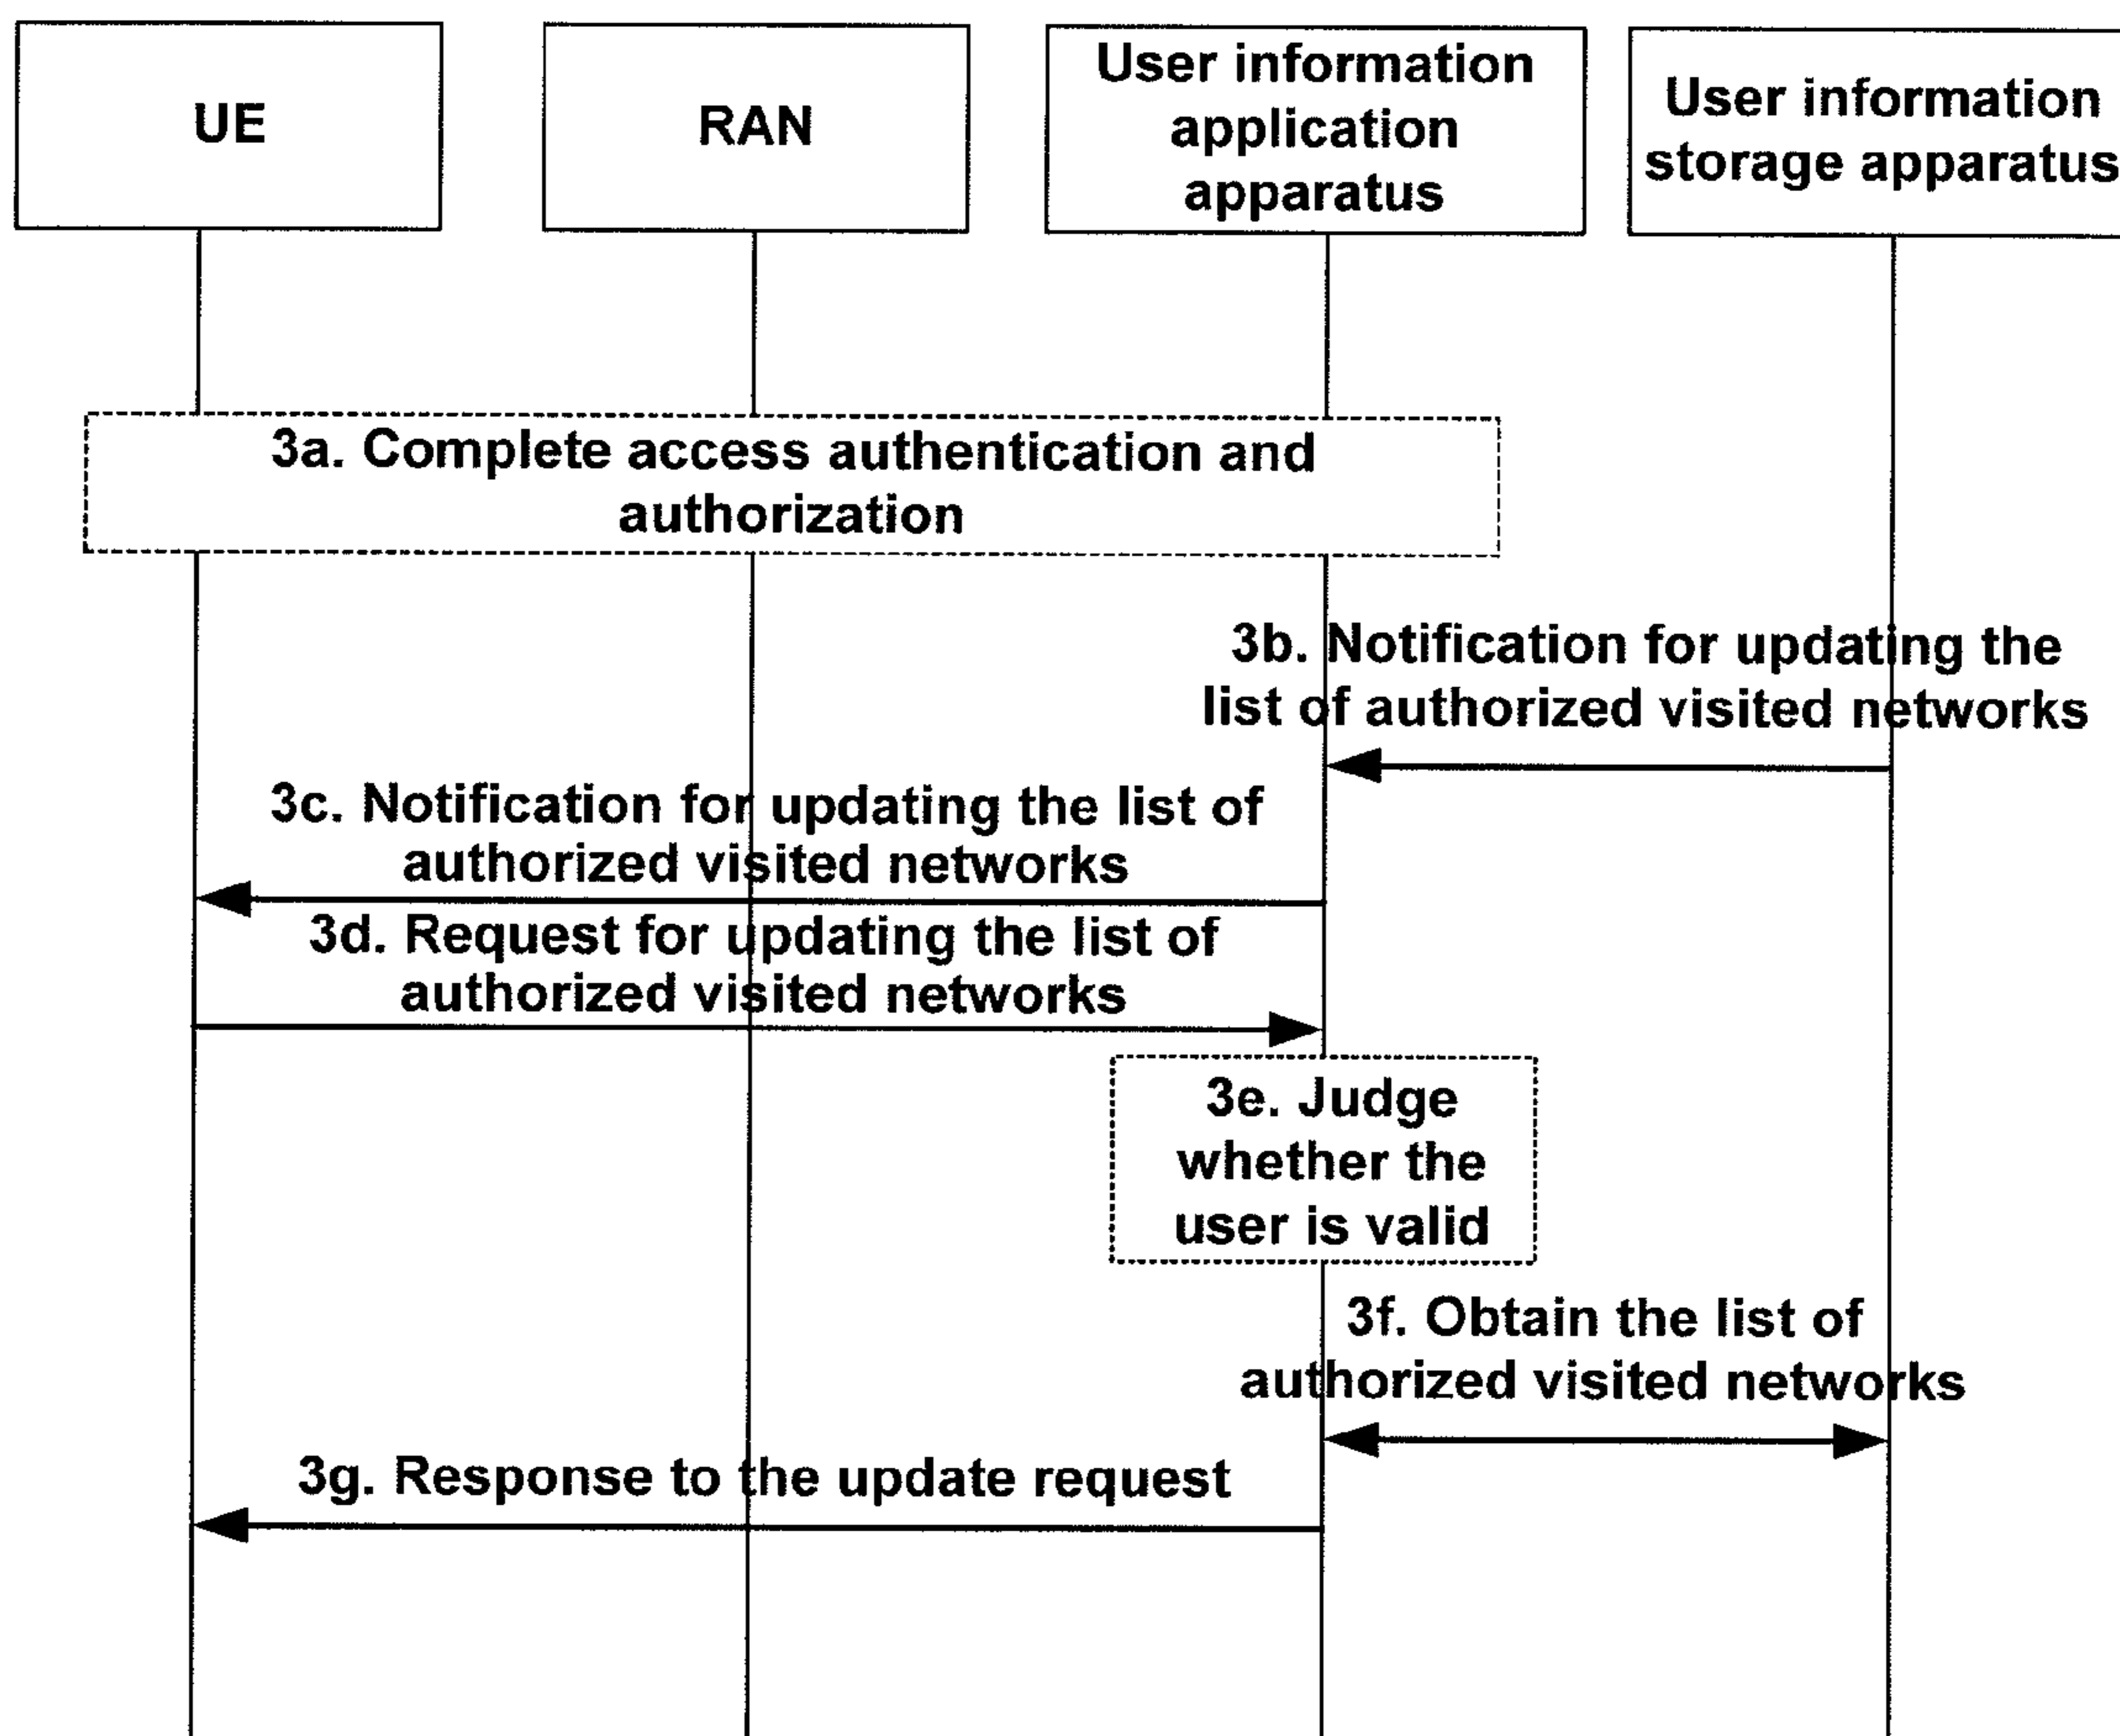 UE
RAN
User information
application
apparatus
User information
storage apparatus
3a. Complete access authentication and
authorization
3b. Notification for updating the
list of authorized visited networks
3c. Notification for updating the list of
authorized visited networks
3d. Request for updating the list of
authorized visited networks
3e. Judge
whether the
user is valid
3f. Obtain the list of
authorized visited networks
3g. Response to the update request